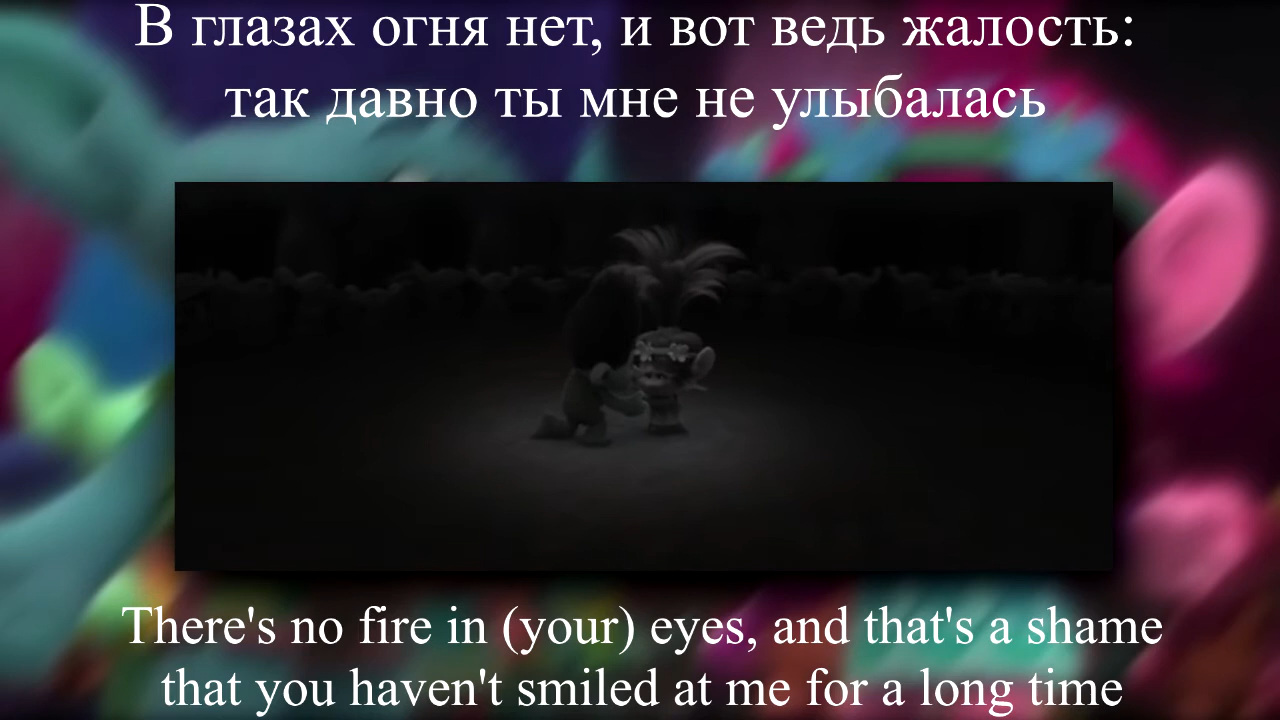 В глазах огня нет, и вот ведь жалость:
так давно ты мне не улыбалась
There's no fire in (your) eyes, and that's a shame
that you haven't smiled at me for a long time